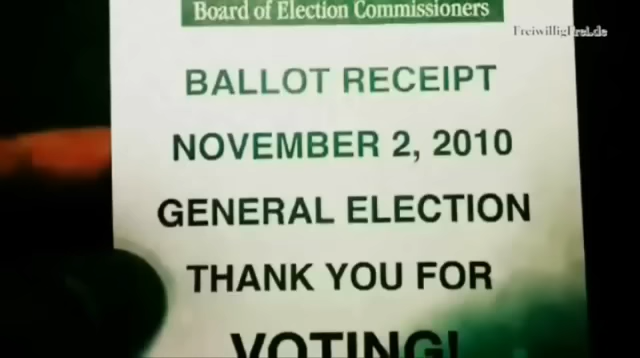 Board of Election Commissioners
FreiwilligFrei.de
BALLOT RECEIPT
NOVEMBER 2, 2010
GENERAL ELECTION
THANK YOU FOR
VOTING!